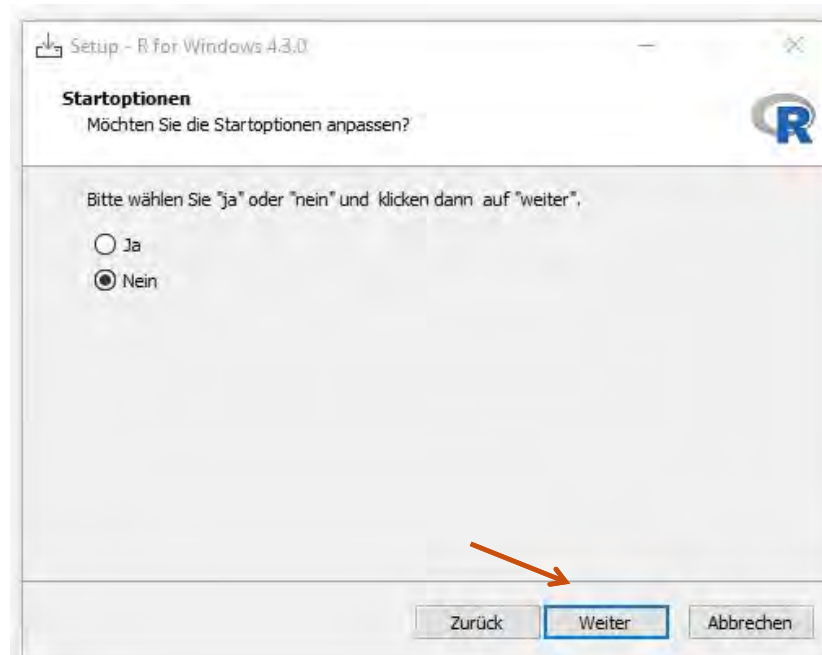 Setup - R for Windows 4.3.0
Startoptionen
Möchten Sie die Startoptionen anpassen?
R
Bitte wählen Sie "ja" oder "nein" und klicken dann auf "weiter".
Ja
Nein
Zurück
Weiter
Abbrechen